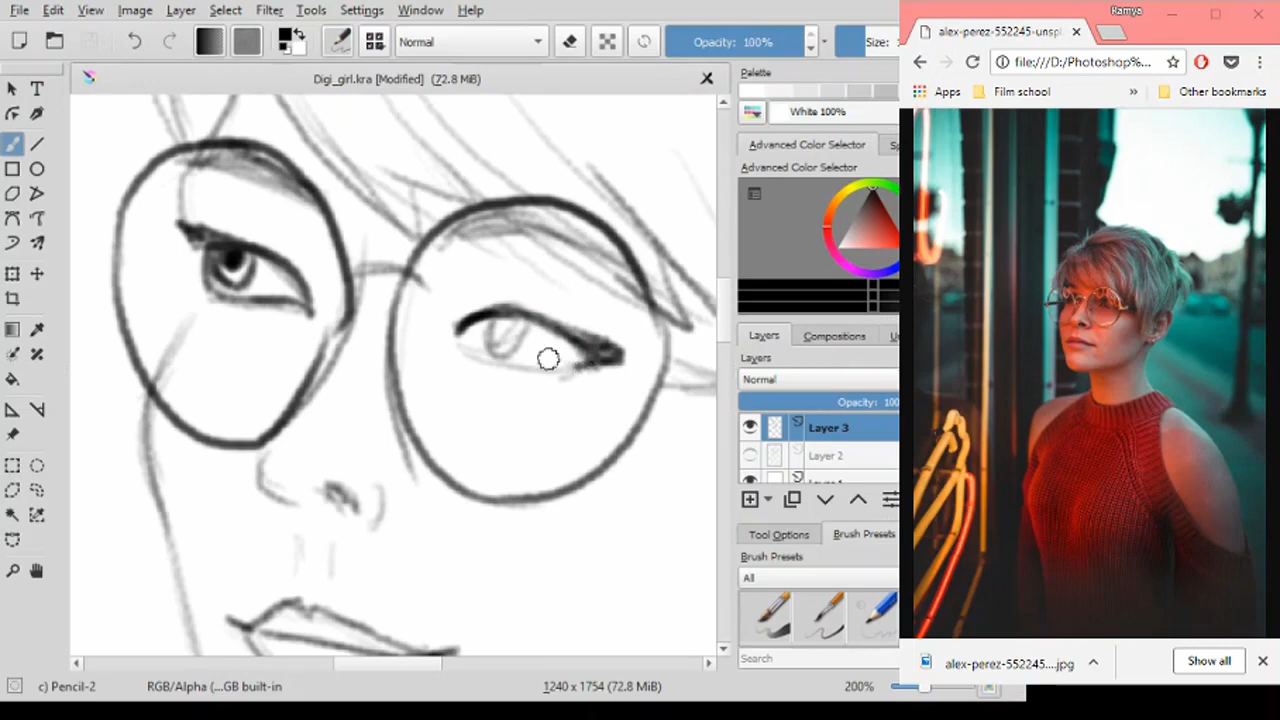 File Edit View Image Layer Select Filter Tools Settings Window Help
Normal
Opacity: 100%
Size:
Digi_girl.kra [Modified] (72.8 MiB)
Palette
White 100%
Advanced Color Selector
Advanced Color Selector
Layers Compositions
Layers
Normal
Opacity: 100
Layer 3
Layer 2
Tool Options Brush Presets
Brush Presets
All
Search
c) Pencil-2 RGB/Alpha (...GB built-in 1240 x 1754 (72.8 MiB) 200%
Ramya
alex-perez-552245-unspl
file:///D:/Photoshop%...
Apps Film school » Other bookmarks
alex-perez-552245....jpg
Show all